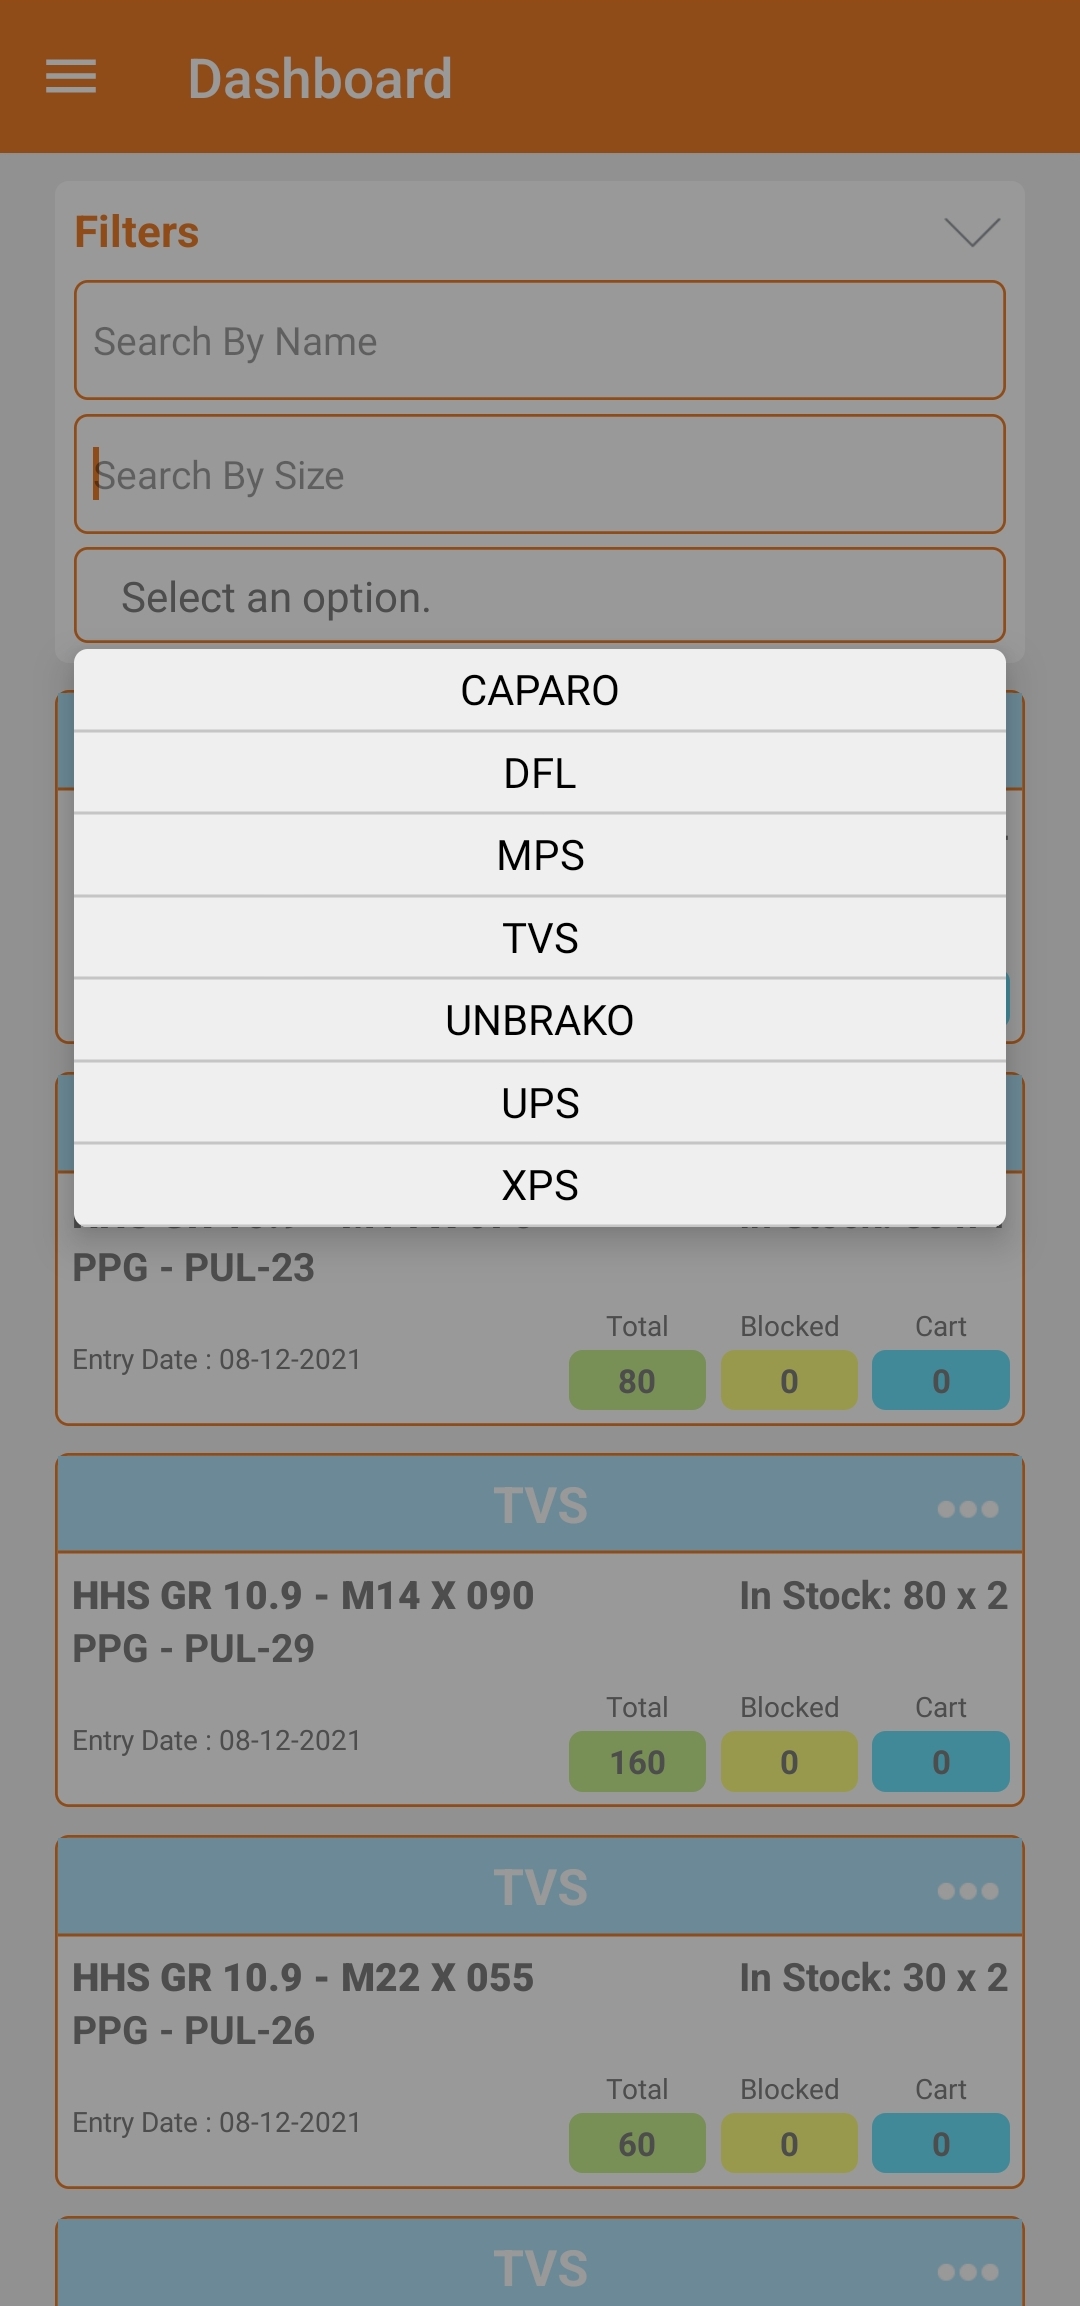 Dashboard
Filters
Search By Name
Search By Size
Select an option.
CAPARO
DFL
MPS
TVS
UNBRAKO
UPS
XPS
PPG - PUL-23
Total Blocked Cart
Entry Date : 08-12-2021
80 0 0
TVS
HHS GR 10.9 - M14 X 090 In Stock: 80 x 2
PPG - PUL-29
Total Blocked Cart
Entry Date : 08-12-2021
160 0 0
TVS
HHS GR 10.9 - M22 X 055 In Stock: 30 x 2
PPG - PUL-26
Total Blocked Cart
Entry Date : 08-12-2021
60 0 0
TVS